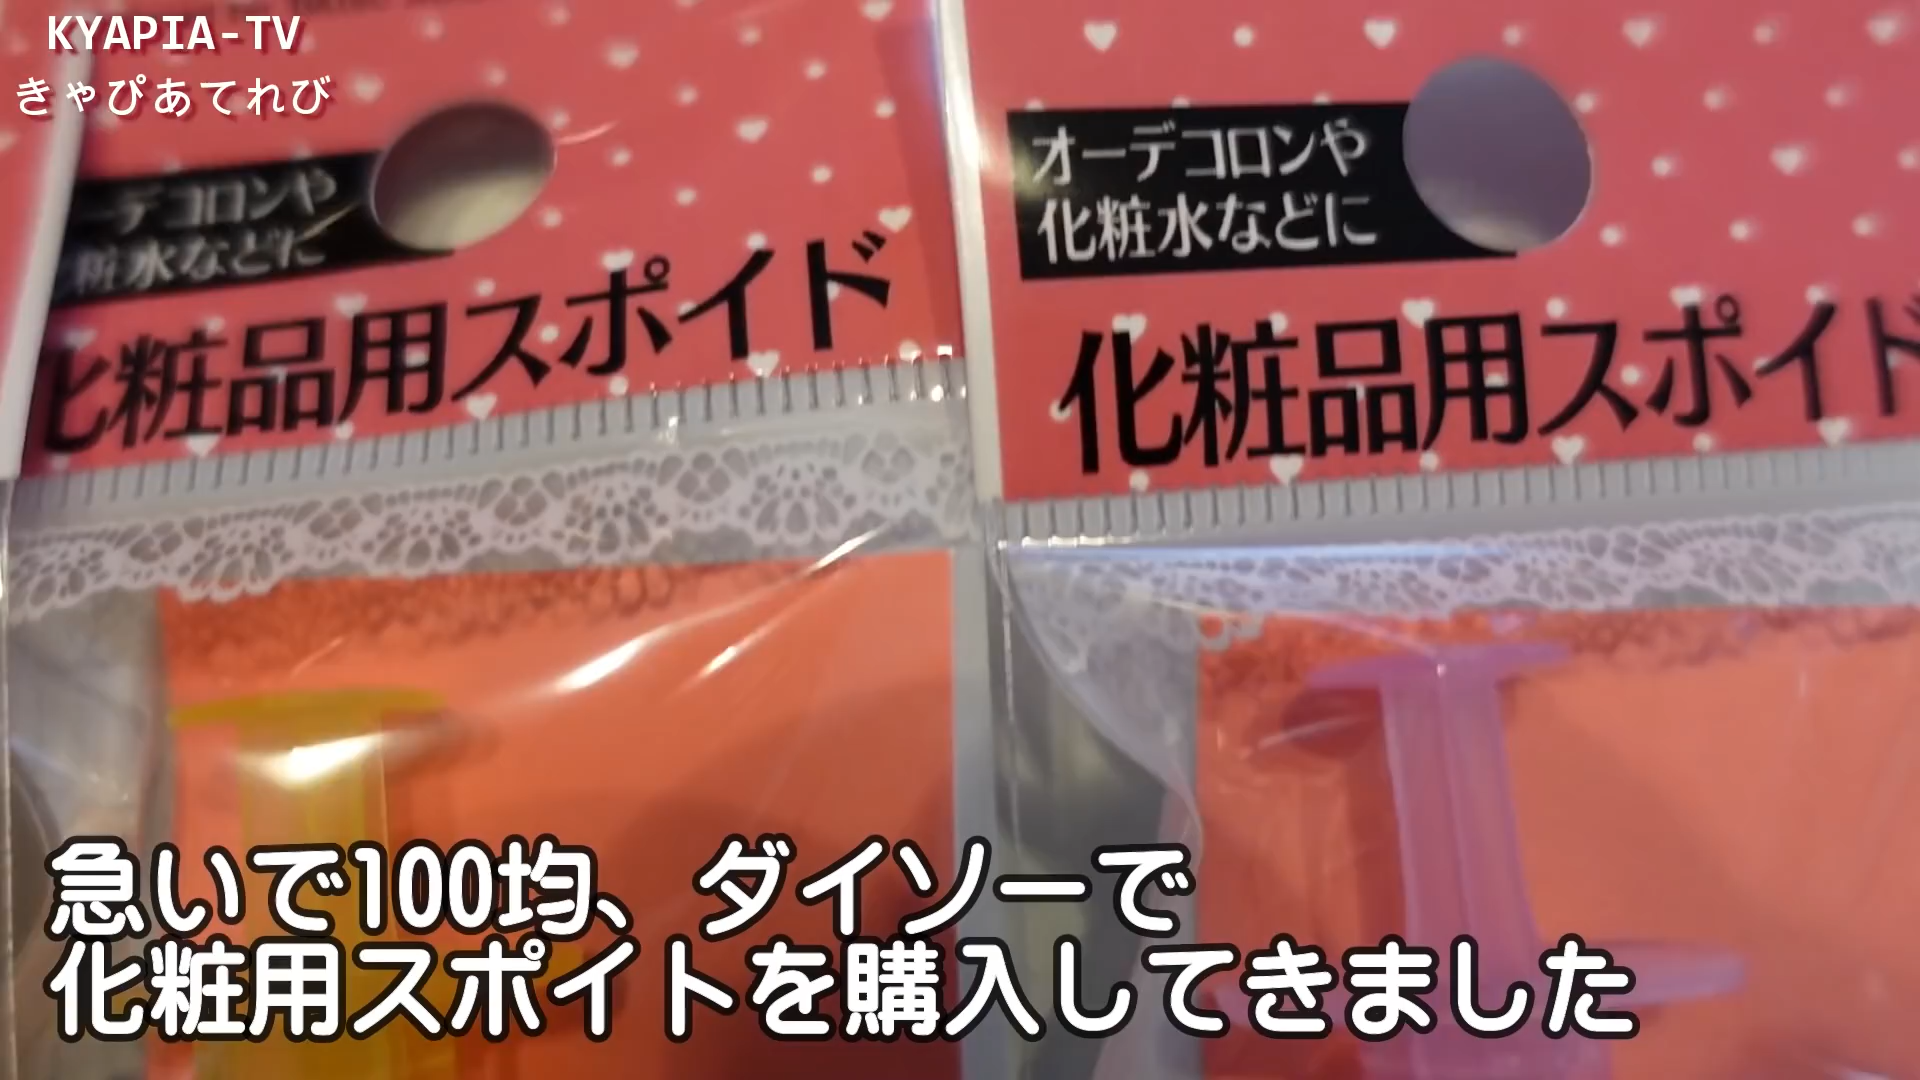 KYAPIA-TV
きゃぴあてれび
ーデコロンや
粧水などに
化粧品用スポイド
オーデコロンや
化粧水などに
化粧品用スポイド
急いで100均、ダイソーで
化粧用スポイトを購入してきました